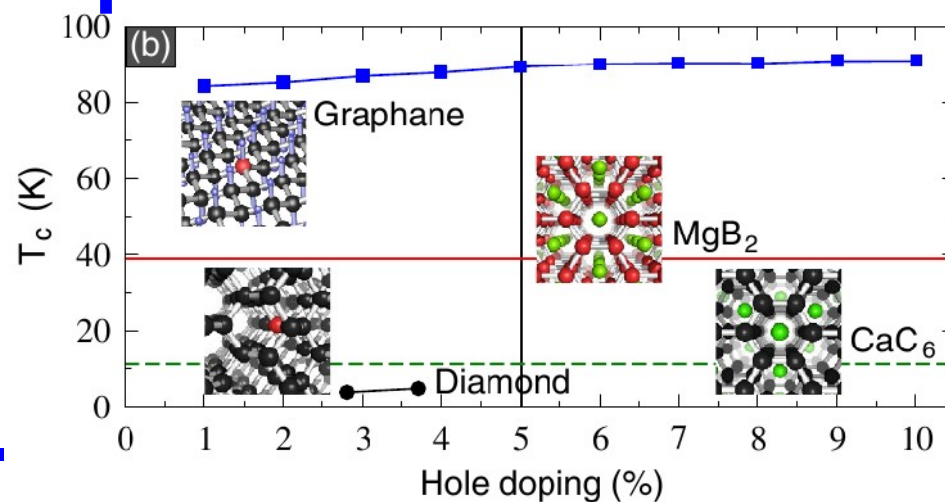 100
(b)
80
60
40
20
0
T_c (K)
Graphane
MgB₂
CaC₆
Diamond
0 1 2 3 4 5 6 7 8 9 10
Hole doping (%)